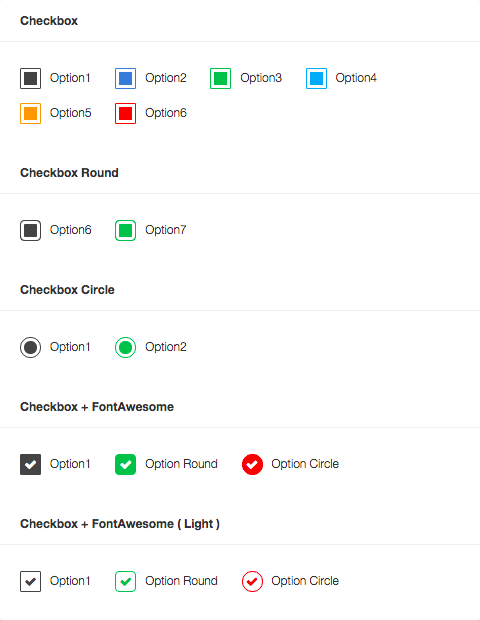 Checkbox
Option1 Option2 Option3 Option4
Option5 Option6
Checkbox Round
Option6 Option7
Checkbox Circle
Option1 Option2
Checkbox + FontAwesome
Option1 Option Round Option Circle
Checkbox + FontAwesome ( Light )
Option1 Option Round Option Circle